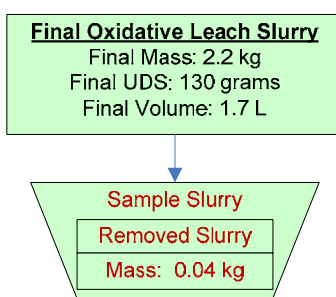 Final Oxidative Leach Slurry
Final Mass: 2.2 kg
Final UDS: 130 grams
Final Volume: 1.7 L
Sample Slurry
Removed Slurry
Mass: 0.04 kg